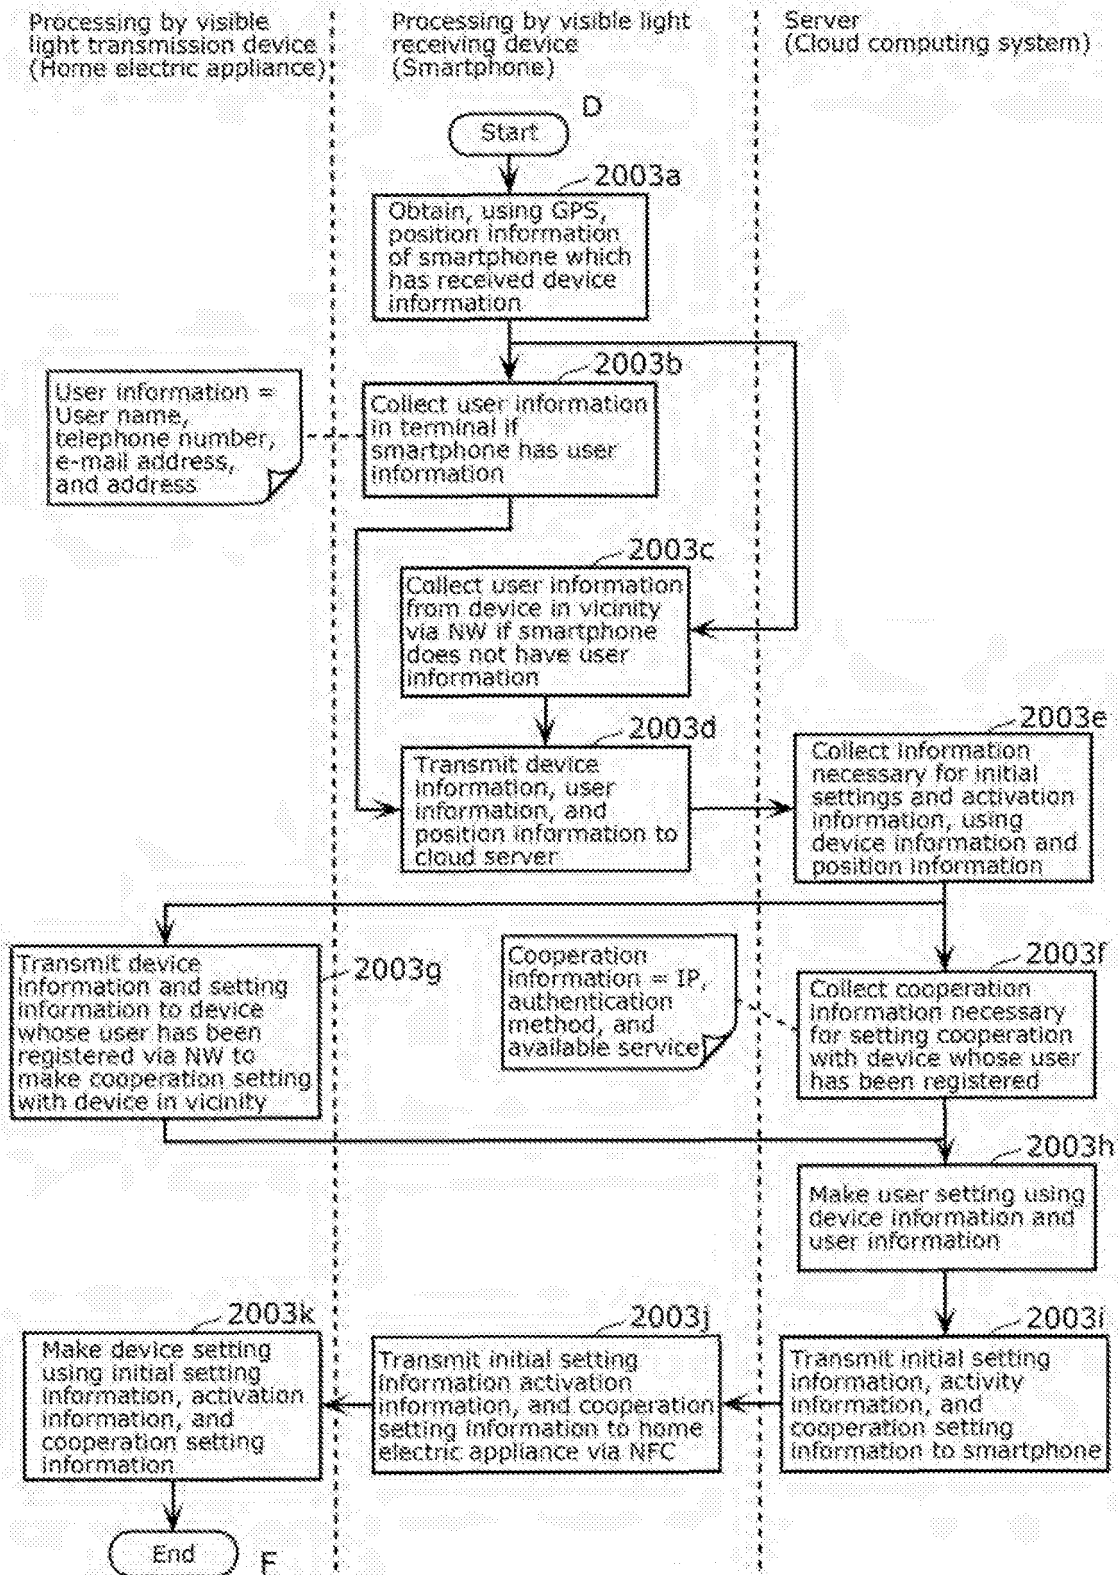 Processing by visible
light transmission device
(Home electric appliance)
Processing by visible light
receiving device
(Smartphone)
Server
(Cloud computing system)
D
Start
2003a
Obtain, using GPS,
position information
of smartphone which
has received device
information
2003b
Collect user information
in terminal if
smartphone has user
information
User information =
User name,
telephone number,
e-mail address,
and address
2003c
Collect user information
from device in vicinity
via NW if smartphone
does not have user
information
2003d
Transmit device
information, user
information, and
position information to
cloud server
2003e
Collect information
necessary for initial
settings and activation
information, using
device information and
position information
2003g
Transmit device
information and setting
information to device
whose user has been
registered via NW to
make cooperation setting
with device in vicinity
Cooperation
information = IP,
authentication
method, and
available service
2003f
Collect cooperation
information necessary
for setting cooperation
with device whose user
has been registered
2003h
Make user setting using
device information and
user information
2003i
Transmit initial setting
information, activity
information, and
cooperation setting
information to smartphone
2003j
Transmit initial setting
information activation
information, and cooperation
setting information to home
electric appliance via NFC
2003k
Make device setting
using initial setting
information, activation
information, and
cooperation setting
information
End
F